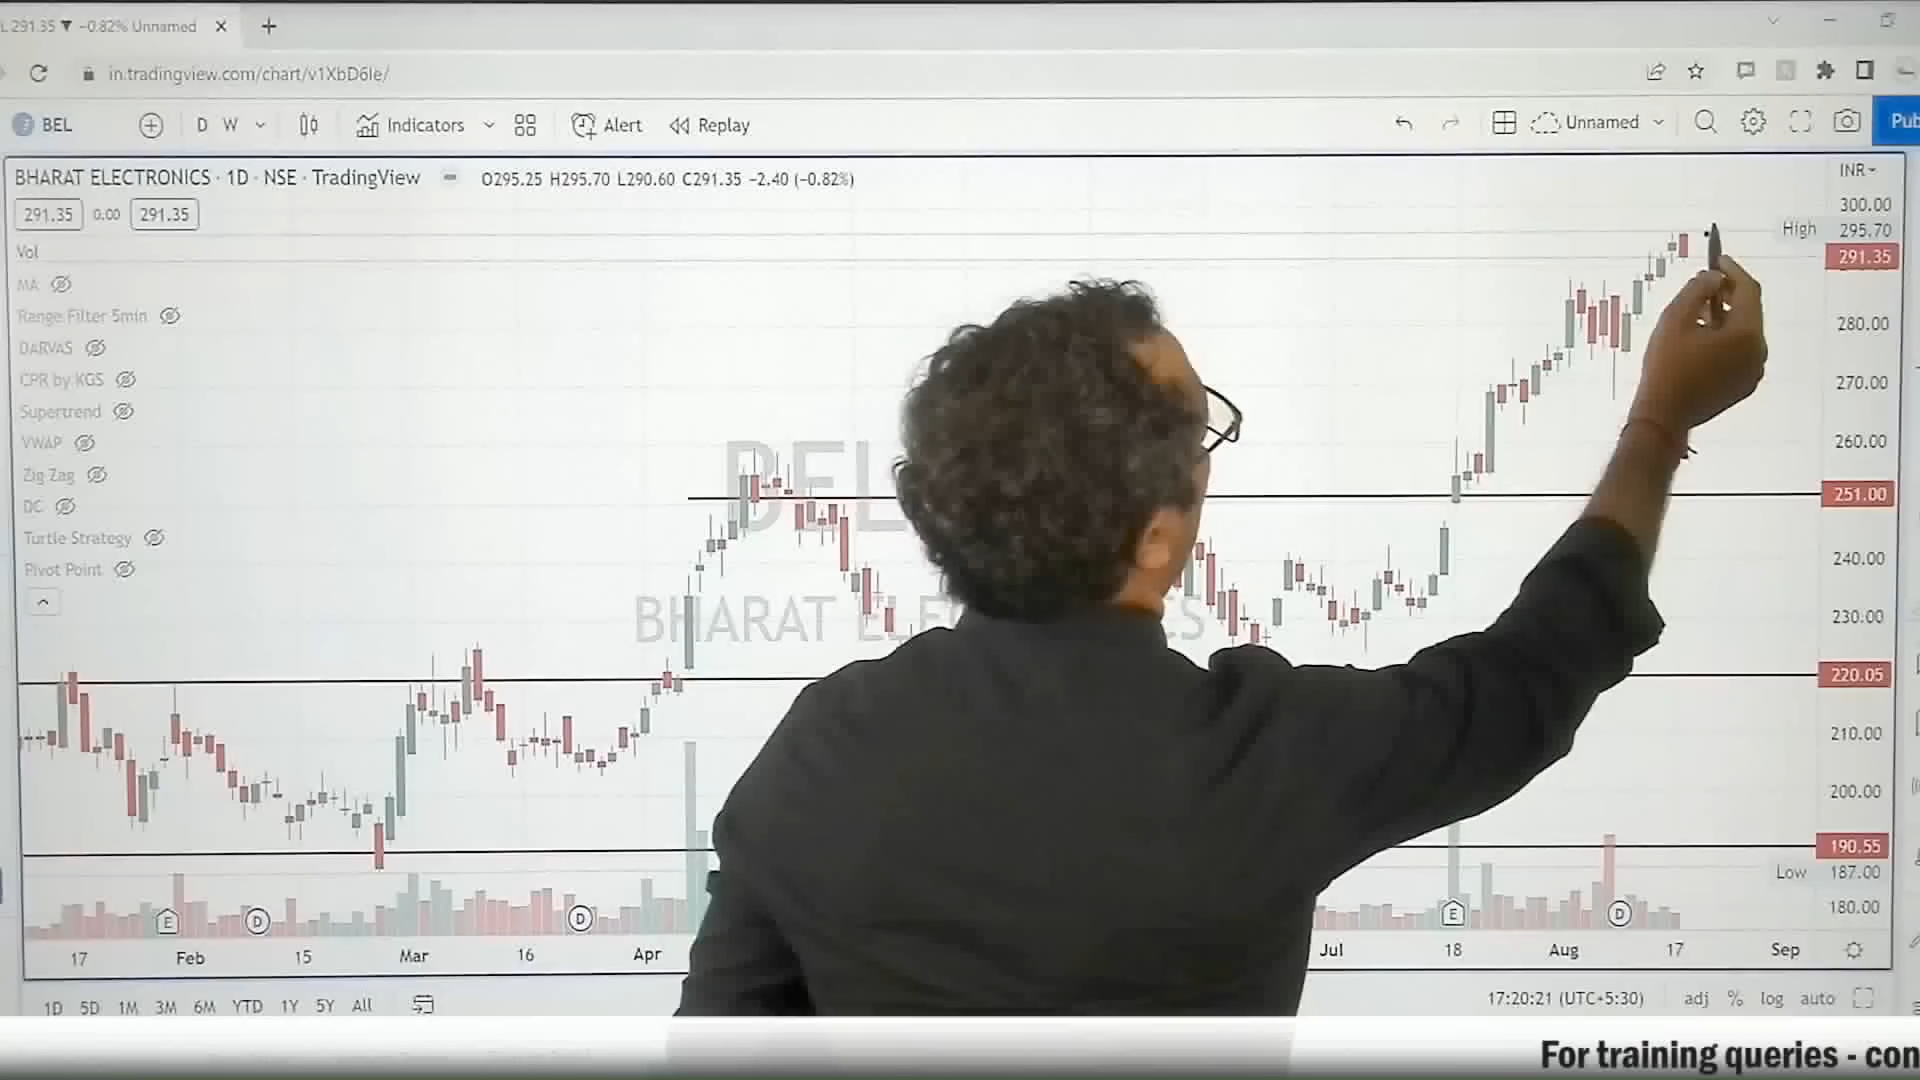 L 291.35 ▼ −0.82% Unnamed
in.tradingview.com/chart/v1XbD6Ie/
BEL D W Indicators Alert Replay Unnamed Pub
BHARAT ELECTRONICS · 1D · NSE · TradingView O295.25 H295.70 L290.60 C291.35 −2.40 (−0.82%) INR
291.35 0.00 291.35
300.00
High 295.70
291.35
Vol
MA
Range Filter 5min
280.00
DARVAS
CPR by KGS
270.00
Supertrend
VWAP
260.00
Zig Zag
BEL
251.00
DC
Turtle Strategy
240.00
Pivot Point
BHARAT ELE CS
230.00
220.05
210.00
200.00
190.55
Low 187.00
180.00
E D D E D
17 Feb 15 Mar 16 Apr Jul 18 Aug 17 Sep
1D 5D 1M 3M 6M YTD 1Y 5Y All 17:20:21 (UTC+5:30) adj % log auto
For training queries - con